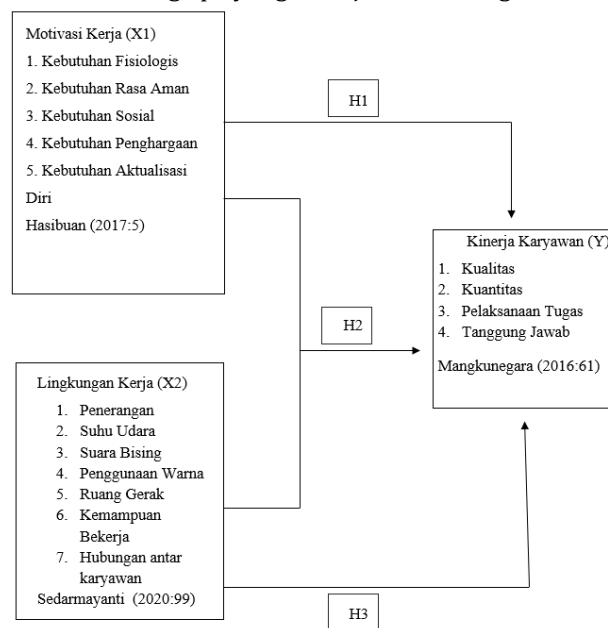 Motivasi Kerja (X1)
1. Kebutuhan Fisiologis
2. Kebutuhan Rasa Aman
3. Kebutuhan Sosial
4. Kebutuhan Penghargaan
5. Kebutuhan Aktualisasi
Diri
Hasibuan (2017:5)
H1
Kinerja Karyawan (Y)
1. Kualitas
2. Kuantitas
3. Pelaksanaan Tugas
4. Tanggung Jawab
Mangkunegara (2016:61)
H2
Lingkungan Kerja (X2)
1. Penerangan
2. Suhu Udara
3. Suara Bising
4. Penggunaan Warna
5. Ruang Gerak
6. Kemampuan
Bekerja
7. Hubungan antar
karyawan
Sedarmayanti (2020:99)
H3